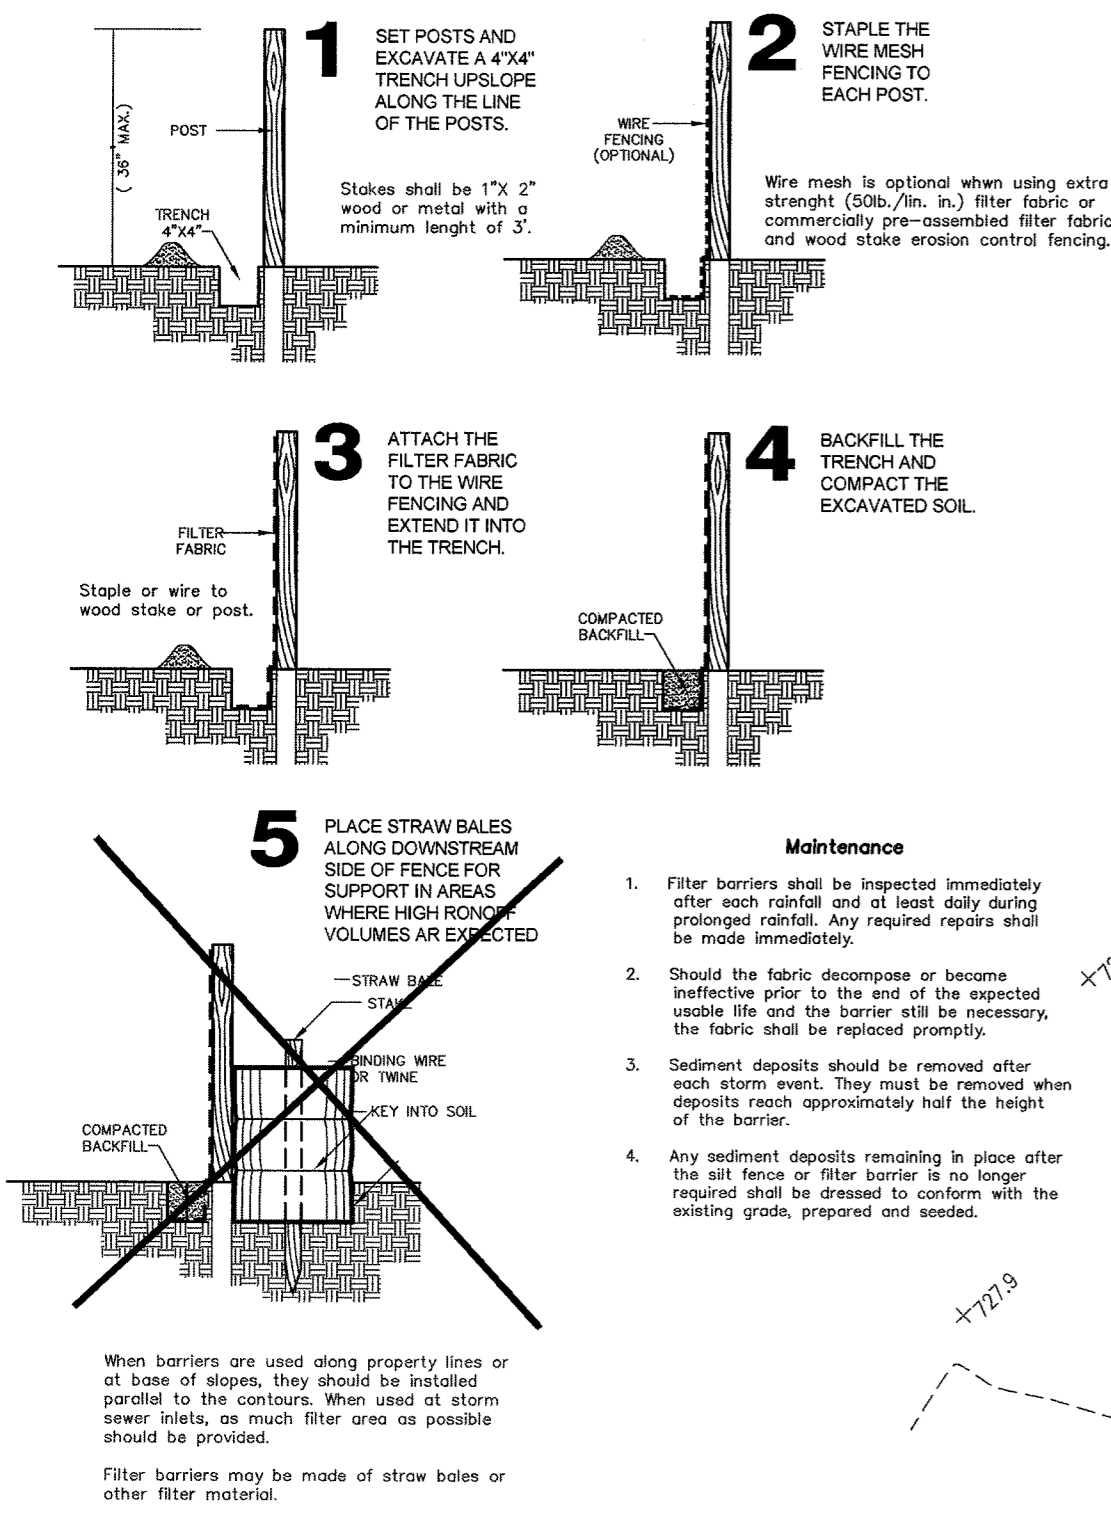 1
SET POSTS AND
EXCAVATE A 4"X4"
TRENCH UPSLOPE
ALONG THE LINE
OF THE POSTS.
( 36" MAX.)
POST
TRENCH
4"X4"
Stakes shall be 1"X 2"
wood or metal with a
minimum lenght of 3'.
2
STAPLE THE
WIRE MESH
FENCING TO
EACH POST.
WIRE
FENCING
(OPTIONAL)
Wire mesh is optional whwn using extra
strenght (50lb./lin. in.) filter fabric or
commercially pre-assembled filter fabric
and wood stake erosion control fencing.
3
ATTACH THE
FILTER FABRIC
TO THE WIRE
FENCING AND
EXTEND IT INTO
THE TRENCH.
FILTER
FABRIC
Staple or wire to
wood stake or post.
4
BACKFILL THE
TRENCH AND
COMPACT THE
EXCAVATED SOIL.
COMPACTED
BACKFILL
5
PLACE STRAW BALES
ALONG DOWNSTREAM
SIDE OF FENCE FOR
SUPPORT IN AREAS
WHERE HIGH RONOFF
VOLUMES AR EXPECTED
STRAW BALE
STAKE
BINDING WIRE
OR TWINE
KEY INTO SOIL
COMPACTED
BACKFILL
When barriers are used along property lines or
at base of slopes, they should be installed
parallel to the contours. When used at storm
sewer inlets, as much filter area as possible
should be provided.
Filter barriers may be made of straw bales or
other filter material.
Maintenance
1. Filter barriers shall be inspected immediately
after each rainfall and at least daily during
prolonged rainfall. Any required repairs shall
be made immediately.
2. Should the fabric decompose or became
ineffective prior to the end of the expected
usable life and the barrier still be necessary,
the fabric shall be replaced promptly.
3. Sediment deposits should be removed after
each storm event. They must be removed when
deposits reach approximately half the height
of the barrier.
4. Any sediment deposits remaining in place after
the silt fence or filter barrier is no longer
required shall be dressed to conform with the
existing grade, prepared and seeded.
727.9